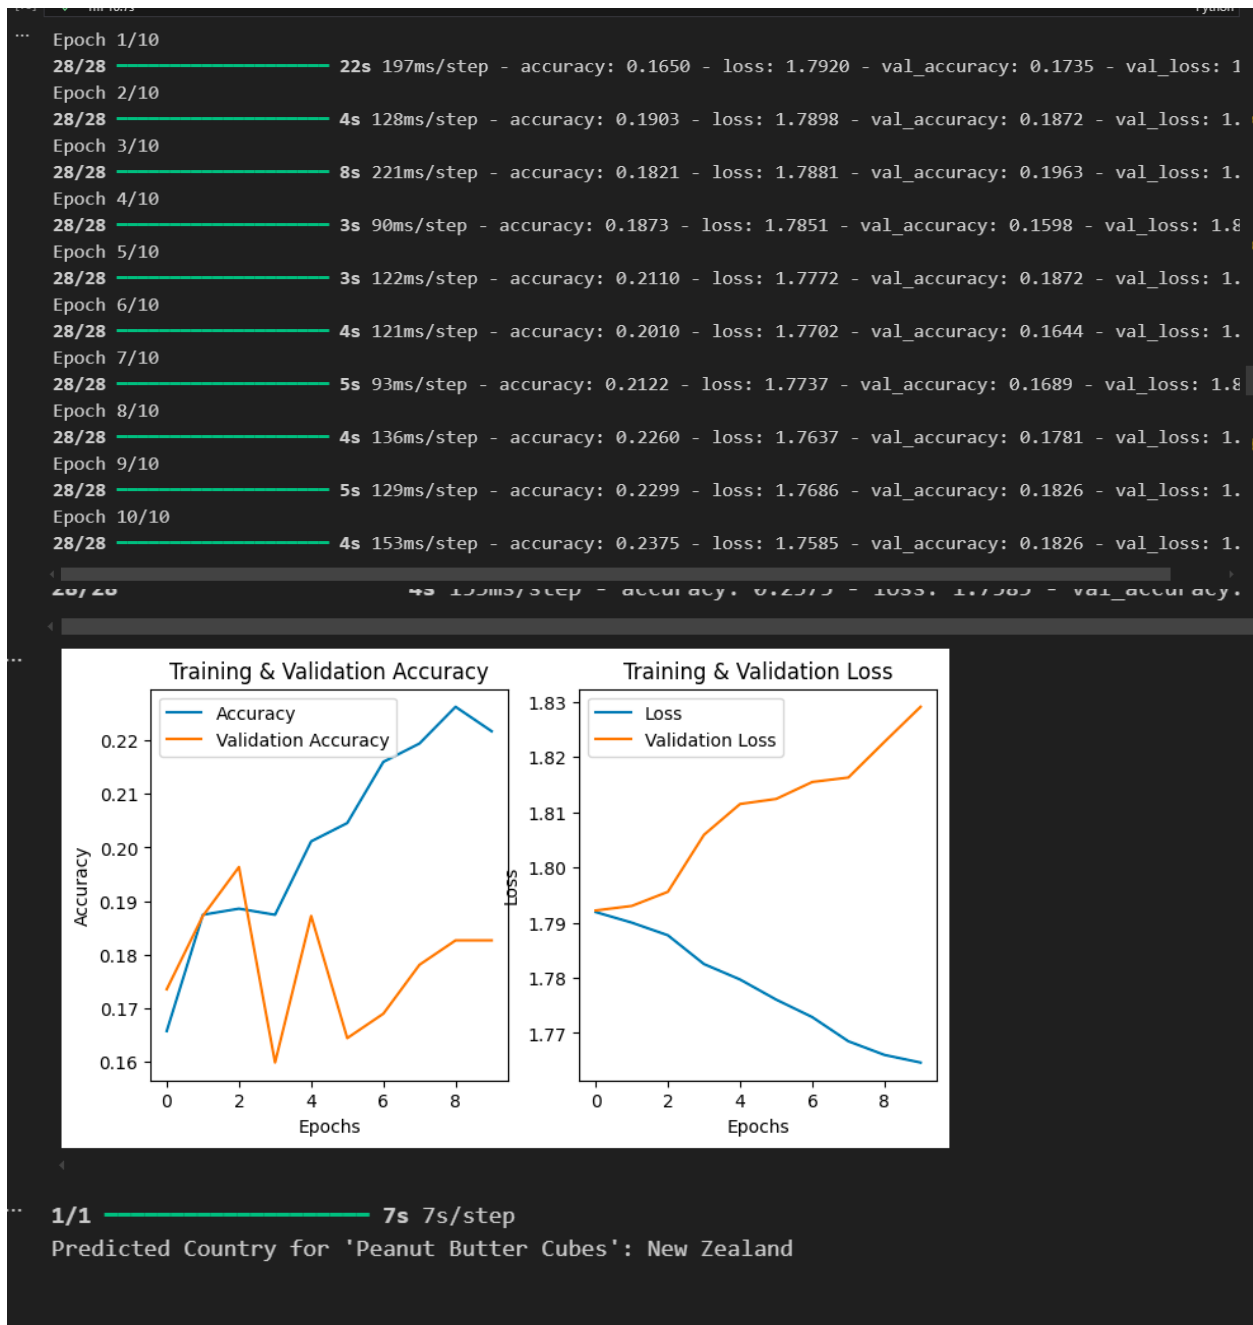 Python
Epoch 1/10
28/28 22s 197ms/step - accuracy: 0.1650 - loss: 1.7920 - val_accuracy: 0.1735 - val_loss: 1
Epoch 2/10
28/28 4s 128ms/step - accuracy: 0.1903 - loss: 1.7898 - val_accuracy: 0.1872 - val_loss: 1.
Epoch 3/10
28/28 8s 221ms/step - accuracy: 0.1821 - loss: 1.7881 - val_accuracy: 0.1963 - val_loss: 1.
Epoch 4/10
28/28 3s 90ms/step - accuracy: 0.1873 - loss: 1.7851 - val_accuracy: 0.1598 - val_loss: 1.8
Epoch 5/10
28/28 3s 122ms/step - accuracy: 0.2110 - loss: 1.7772 - val_accuracy: 0.1872 - val_loss: 1.
Epoch 6/10
28/28 4s 121ms/step - accuracy: 0.2010 - loss: 1.7702 - val_accuracy: 0.1644 - val_loss: 1.
Epoch 7/10
28/28 5s 93ms/step - accuracy: 0.2122 - loss: 1.7737 - val_accuracy: 0.1689 - val_loss: 1.8
Epoch 8/10
28/28 4s 136ms/step - accuracy: 0.2260 - loss: 1.7637 - val_accuracy: 0.1781 - val_loss: 1.
Epoch 9/10
28/28 5s 129ms/step - accuracy: 0.2299 - loss: 1.7686 - val_accuracy: 0.1826 - val_loss: 1.
Epoch 10/10
28/28 4s 153ms/step - accuracy: 0.2375 - loss: 1.7585 - val_accuracy: 0.1826 - val_loss: 1.
28/28 4s 153ms/step - accuracy: 0.2375 - loss: 1.7585 - val_accuracy:
Training & Validation Accuracy
Accuracy
Validation Accuracy
0.22
0.21
0.20
0.19
0.18
0.17
0.16
Accuracy
0 2 4 6 8
Epochs
Training & Validation Loss
Loss
Validation Loss
1.83
1.82
1.81
1.80
1.79
1.78
1.77
Loss
0 2 4 6 8
Epochs
1/1 7s 7s/step
Predicted Country for 'Peanut Butter Cubes': New Zealand